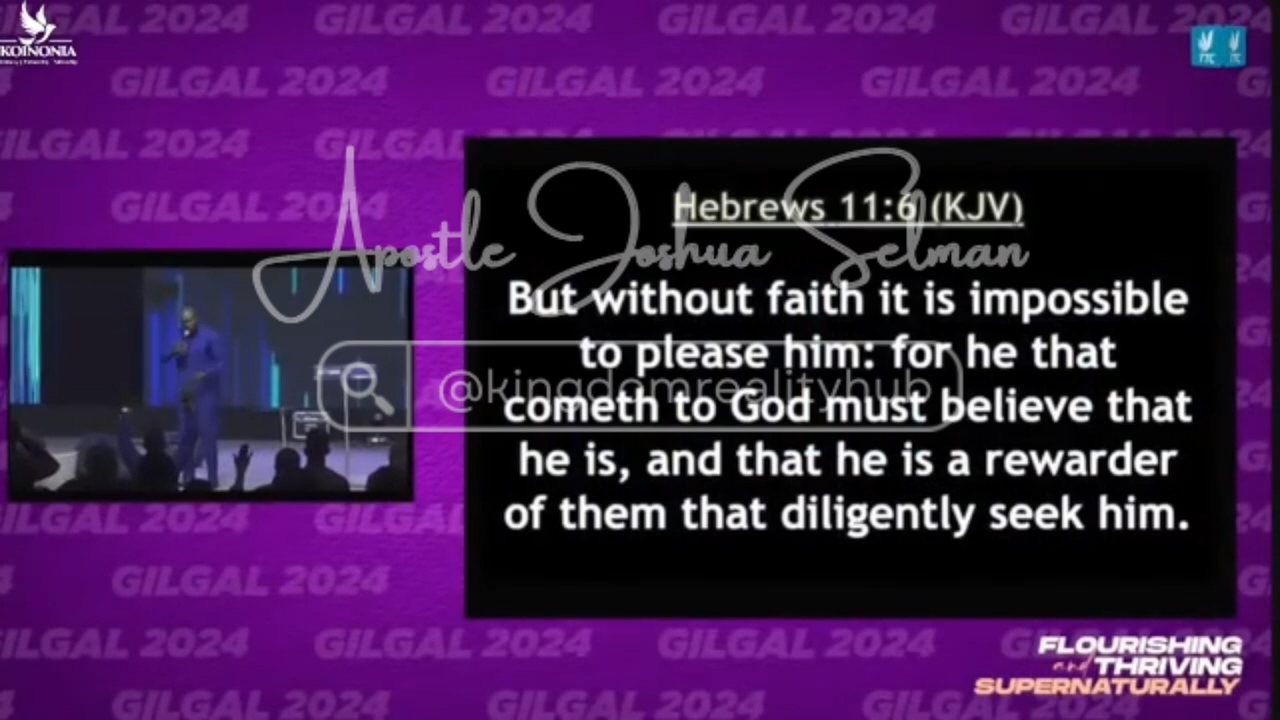 GILGAL 2024
KOINONIA
Hebrews 11:6 (KJV)
Apostle Joshua Selman
But without faith it is impossible
to please him: for he that
@kingdomrealityhub
cometh to God must believe that
he is, and that he is a rewarder
of them that diligently seek him.
FLOURISHING
and THRIVING
SUPERNATURALLY